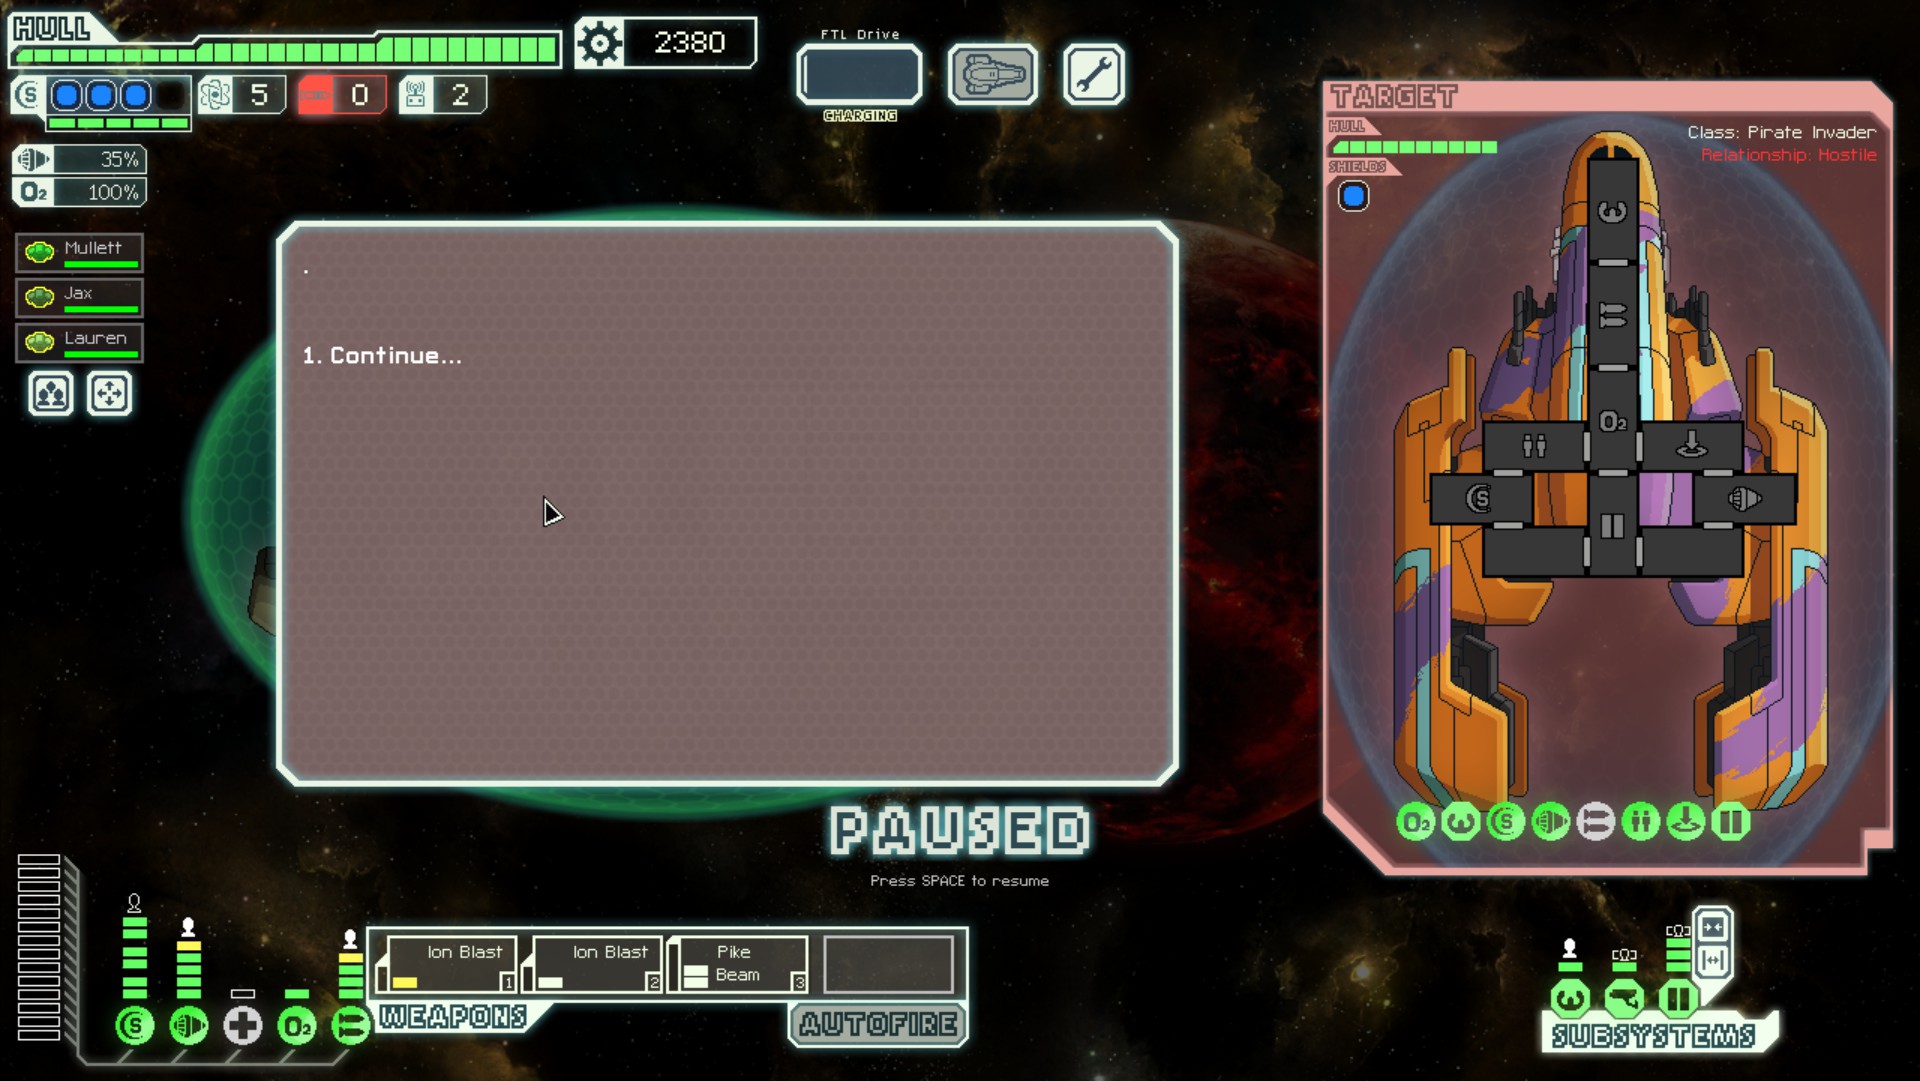 HULL
2380
FTL Drive
CHARGING
5
0
2
35%
O2 100%
Mullett
Jax
Lauren
.
1. Continue...
TARGET
HULL
Class: Pirate Invader
Relationship: Hostile
SHIELDS
O2
S
PAUSED
Press SPACE to resume
O2
S
Ion Blast
1
Ion Blast
2
Pike
Beam
3
WEAPONS
AUTOFIRE
S
O2
SUBSYSTEMS